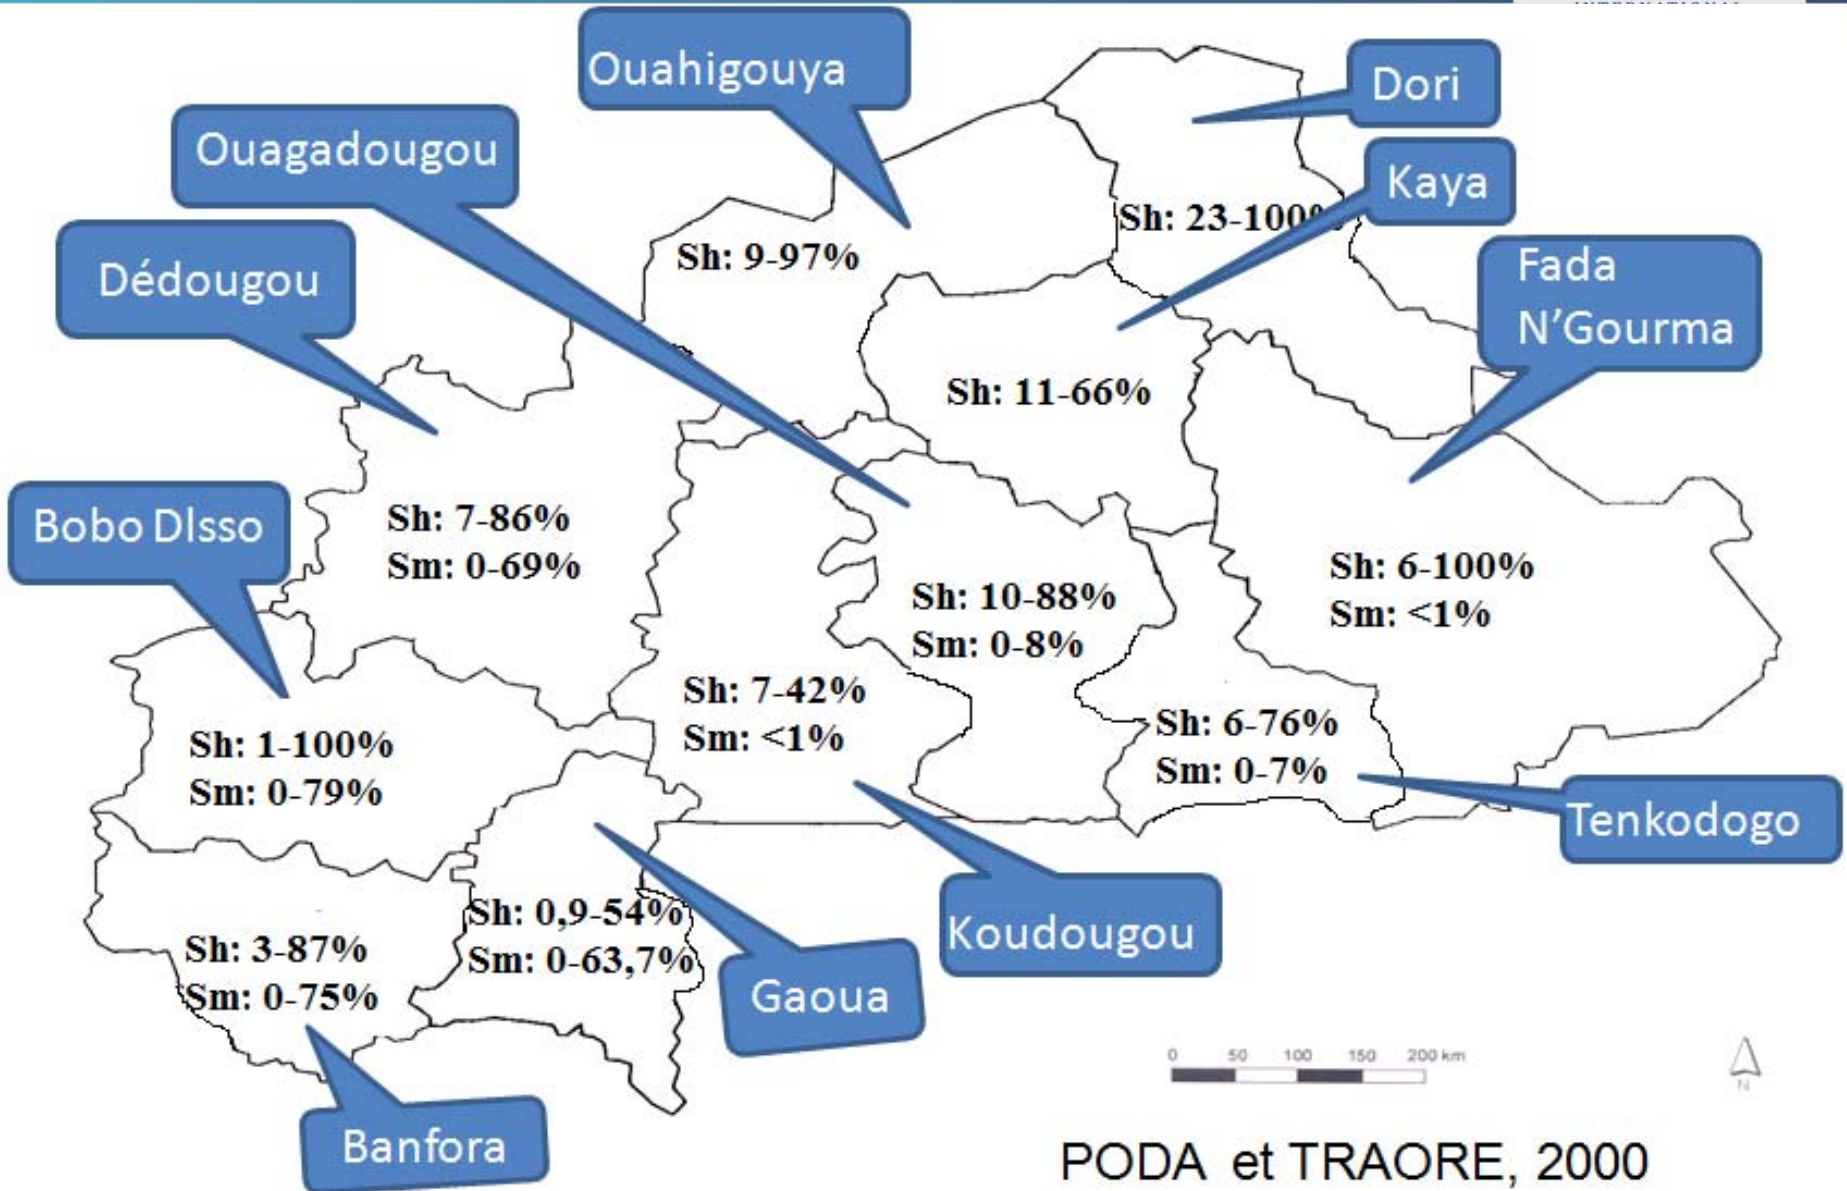 Ouahigouya
Dori
Ouagadougou
Kaya
Sh: 23-100%
Sh: 9-97%
Dédougou
Fada
N’Gourma
Sh: 11-66%
Bobo Dlsso
Sh: 7-86%
Sm: 0-69%
Sh: 10-88%
Sm: 0-8%
Sh: 6-100%
Sm: <1%
Sh: 7-42%
Sm: <1%
Sh: 6-76%
Sm: 0-7%
Sh: 1-100%
Sm: 0-79%
Tenkodogo
Koudougou
Sh: 0,9-54%
Sm: 0-63,7%
Sh: 3-87%
Sm: 0-75%
Gaoua
0 50 100 150 200 km
N
Banfora
PODA et TRAORE, 2000